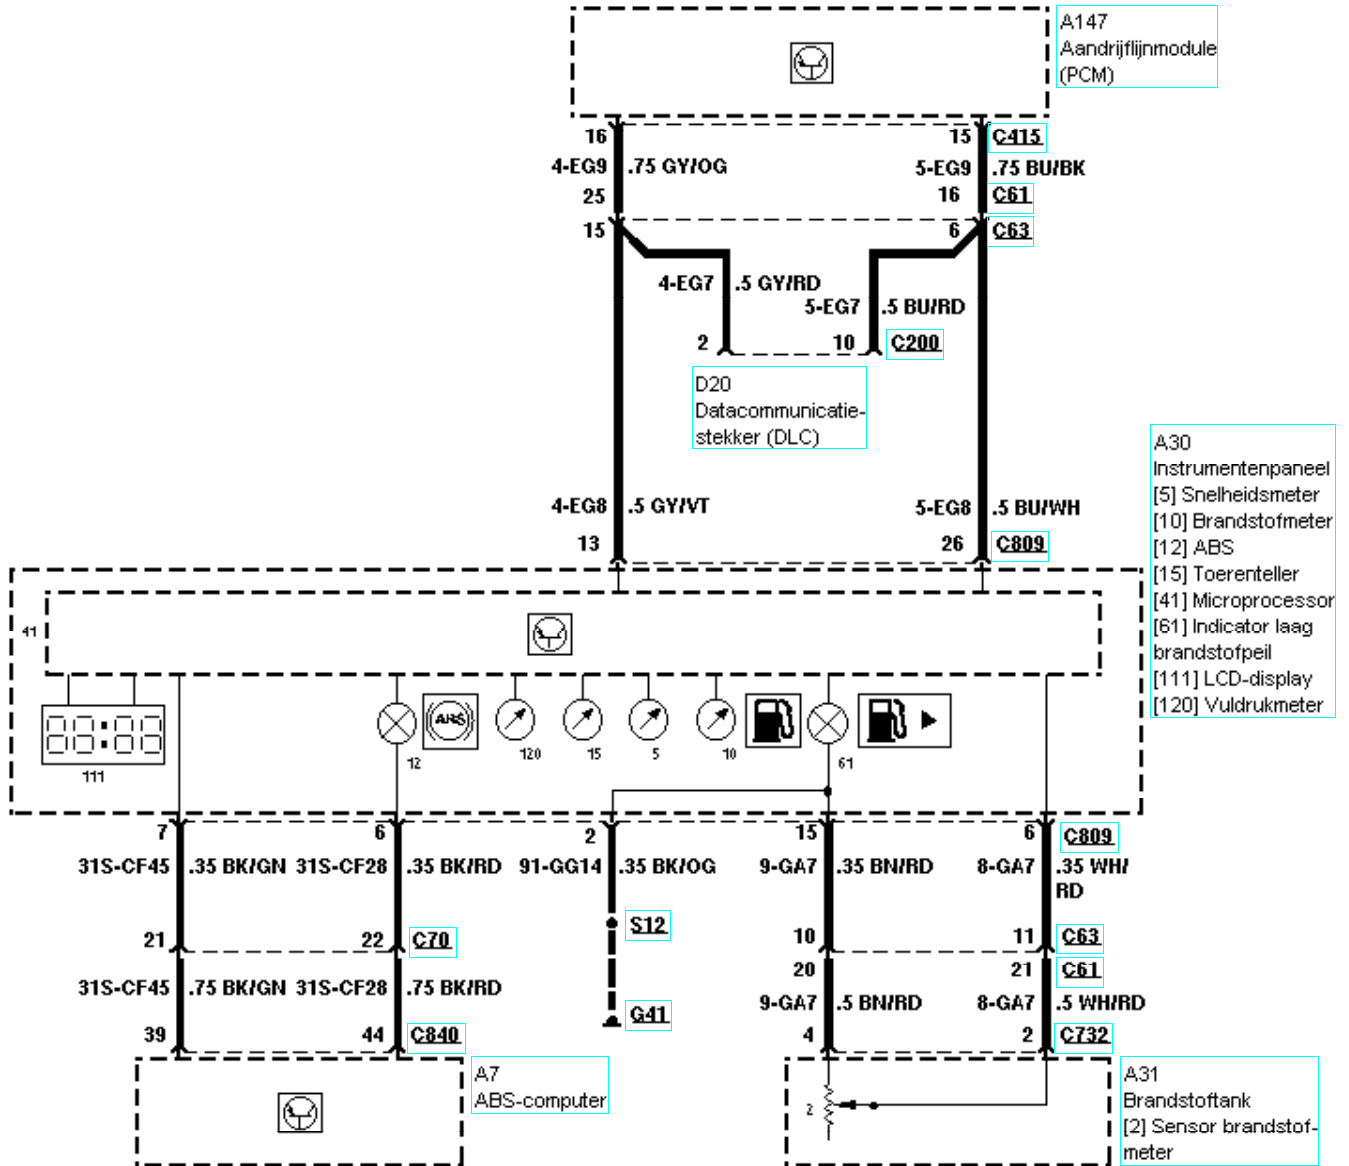 A147
Aandrijflijnmodule
(PCM)
16
15
C415
4-EG9
.75 GY/OG
5-EG9
.75 BU/BK
25
16
C61
15
6
C63
4-EG7
.5 GY/RD
5-EG7
.5 BU/RD
2
10
C200
D20
Datacommunicatie-
stekker (DLC)
A30
Instrumentenpaneel
[5] Snelheidsmeter
[10] Brandstofmeter
[12] ABS
[15] Toerenteller
[41] Microprocessor
[61] Indicator laag
brandstofpeil
[111] LCD-display
[120] Vuldrukmeter
4-EG8
.5 GY/VT
5-EG8
.5 BU/WH
13
26
C809
41
88:88
ABS
111
12
120
15
5
10
61
7
6
2
15
6
C809
31S-CF45
.35 BK/GN
31S-CF28
.35 BK/RD
91-GG14
.35 BK/OG
9-GA7
.35 BN/RD
8-GA7
.35 WH/
RD
S12
21
22
C70
10
11
C63
20
21
C61
31S-CF45
.75 BK/GN
31S-CF28
.75 BK/RD
G41
9-GA7
.5 BN/RD
8-GA7
.5 WH/RD
39
44
C840
4
2
C732
A7
ABS-computer
2
A31
Brandstoftank
[2] Sensor brandstof-
meter